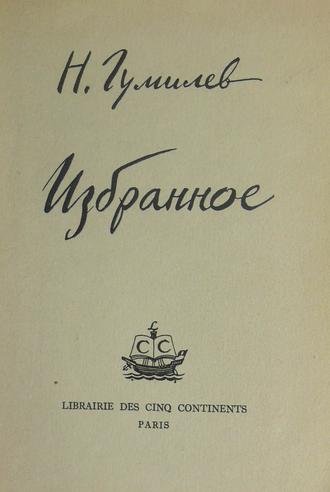 Н. Гумилев
Избранное
L
C C
LIBRAIRIE DES CINQ CONTINENTS
PARIS